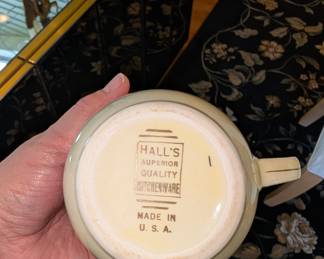 HALL'S
SUPERIOR
QUALITY
KITCHENWARE
MADE IN
U. S. A.